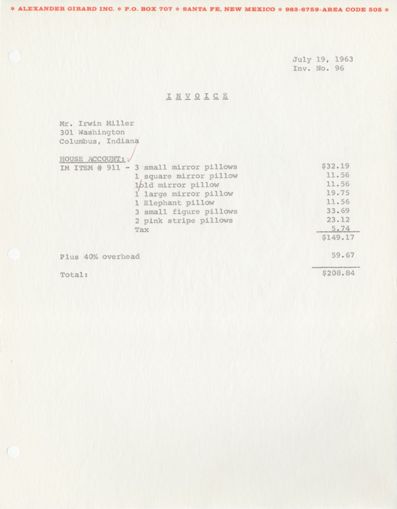 * ALEXANDER GIRARD INC. * P.O. BOX 707 * SANTA FE, NEW MEXICO * 983-6759-AREA CODE 505 *
July 19, 1963
Inv. No. 96
I N V O I C E
Mr. Irwin Miller
301 Washington
Columbus, Indiana
HOUSE ACCOUNT:
IM ITEM @ 911 - 3 small mirror pillows $32.19
1 square mirror pillow 11.56
1 old mirror pillow 11.56
1 large mirror pillow 19.75
1 Elephant pillow 11.56
3 small figure pillows 33.69
2 pink stripe pillows 23.12
Tax 5.74
$149.17
Plus 40% overhead 59.67
Total: $208.84